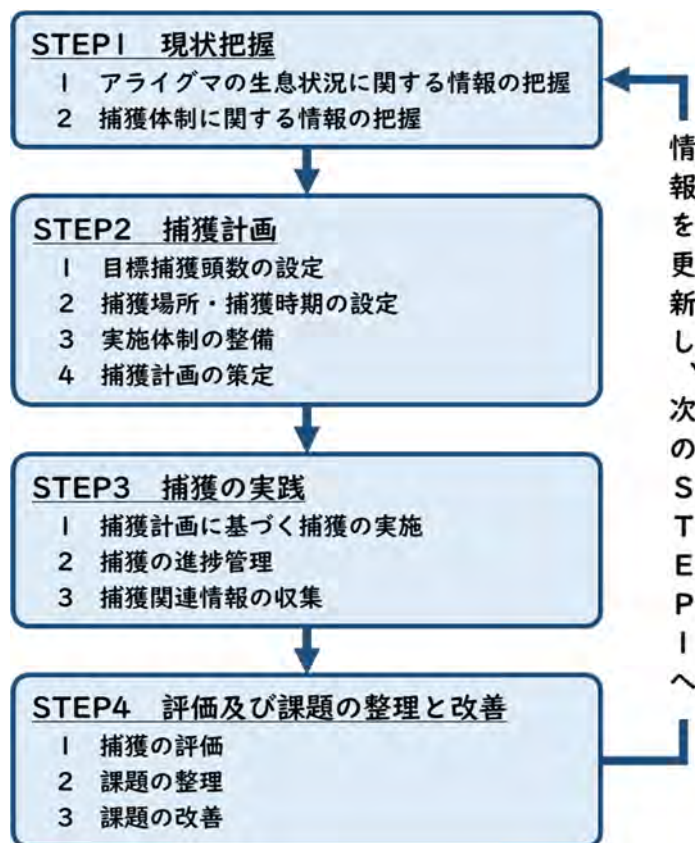 STEP1 現状把握
1 アライグマの生息状況に関する情報の把握
2 捕獲体制に関する情報の把握
STEP2 捕獲計画
1 目標捕獲頭数の設定
2 捕獲場所・捕獲時期の設定
3 実施体制の整備
4 捕獲計画の策定
STEP3 捕獲の実践
1 捕獲計画に基づく捕獲の実施
2 捕獲の進捗管理
3 捕獲関連情報の収集
STEP4 評価及び課題の整理と改善
1 捕獲の評価
2 課題の整理
3 課題の改善
情報を更新し、次のSTEP1へ